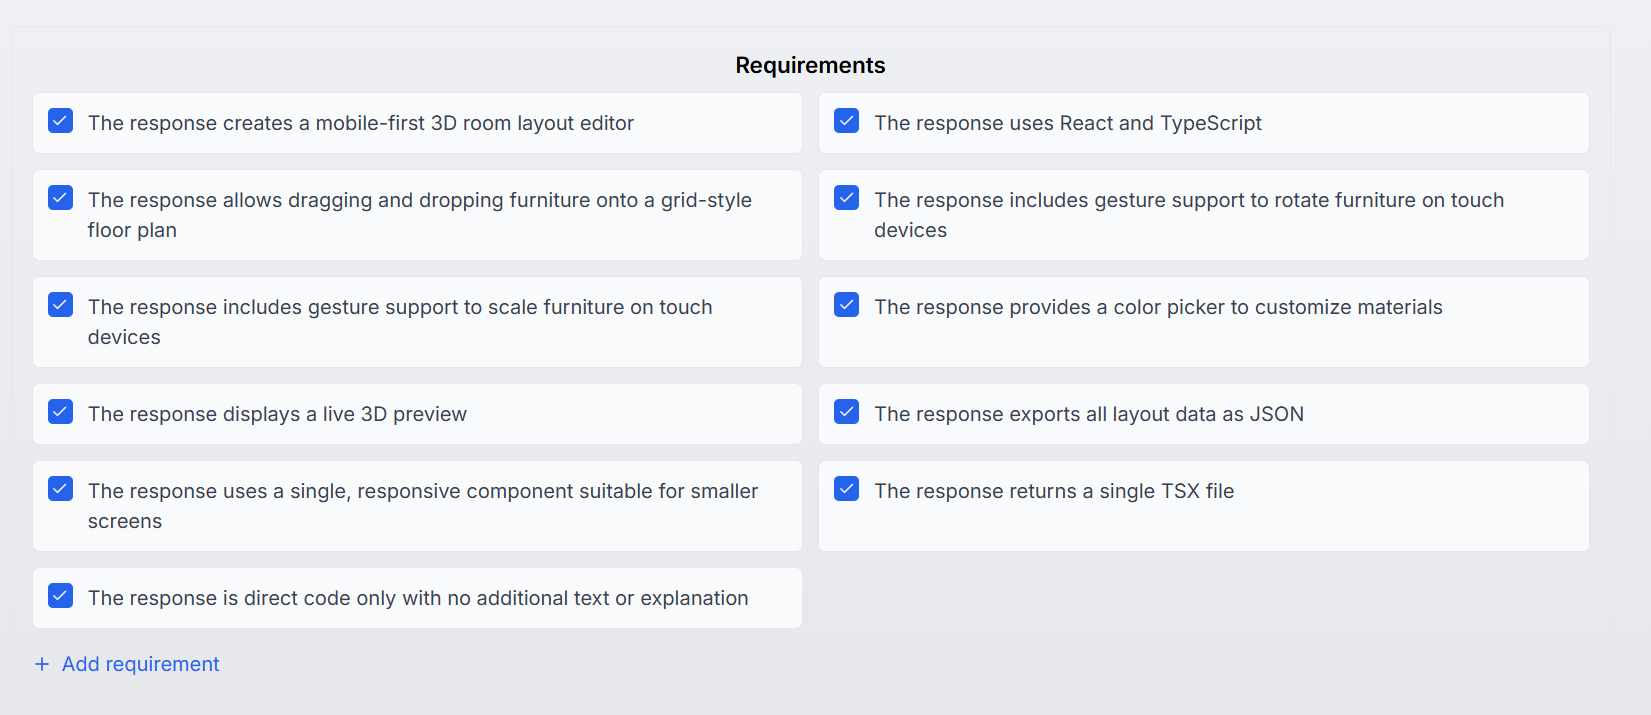 Requirements
The response creates a mobile-first 3D room layout editor
The response uses React and TypeScript
The response allows dragging and dropping furniture onto a grid-style
floor plan
The response includes gesture support to rotate furniture on touch
devices
The response includes gesture support to scale furniture on touch
devices
The response provides a color picker to customize materials
The response displays a live 3D preview
The response exports all layout data as JSON
The response uses a single, responsive component suitable for smaller
screens
The response returns a single TSX file
The response is direct code only with no additional text or explanation
+ Add requirement